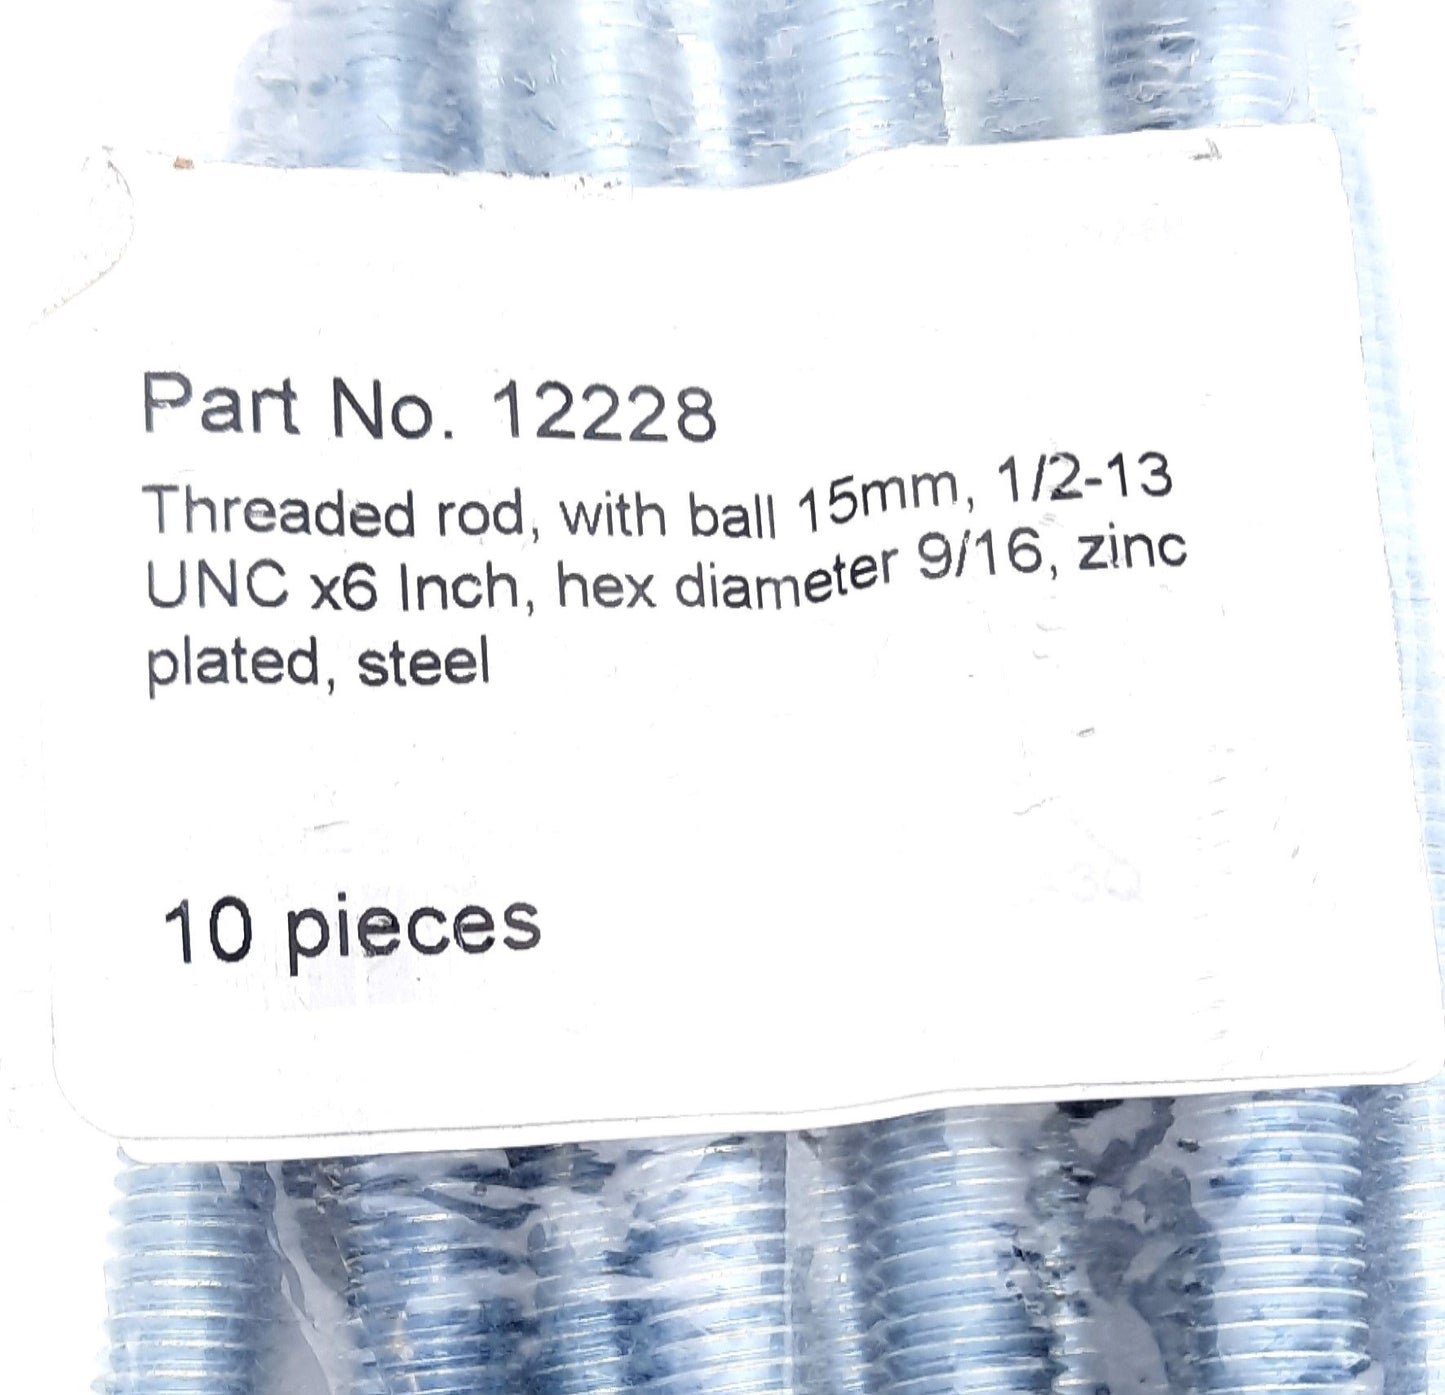 Part No. 12228
Threaded rod, with ball 15mm, 1/2-13
UNC x6 Inch, hex diameter 9/16, zinc
plated, steel
10 pieces